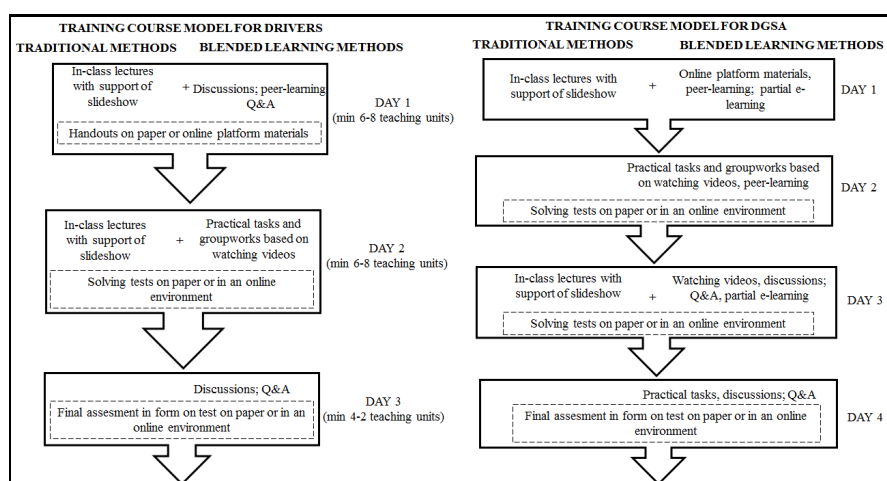 TRAINING COURSE MODEL FOR DRIVERS
TRADITIONAL METHODS
BLENDED LEARNING METHODS
In-class lectures
with support of
slideshow
+
Discussions; peer-learning
Q&A
Handouts on paper or online platform materials
DAY 1
(min 6-8 teaching units)
In-class lectures
with support of
slideshow
+
Practical tasks and
groupworks based on
watching videos
Solving tests on paper or in an online
environment
DAY 2
(min 6-8 teaching units)
Discussions; Q&A
Final assesment in form on test on paper or in an
online environment
DAY 3
(min 4-2 teaching units)
TRAINING COURSE MODEL FOR DGSA
TRADITIONAL METHODS
BLENDED LEARNING METHODS
In-class lectures with
support of slideshow
+
Online platform materials,
peer-learning; partial e-
learning
DAY 1
Practical tasks and groupworks based
on watching videos, peer-learning
Solving tests on paper or in an online environment
DAY 2
In-class lectures with
support of slideshow
+
Watching videos, discussions;
Q&A, partial e-learning
Solving tests on paper or in an online environment
DAY 3
Practical tasks, discussions; Q&A
Final assesment in form on test on paper or in an online
environment
DAY 4